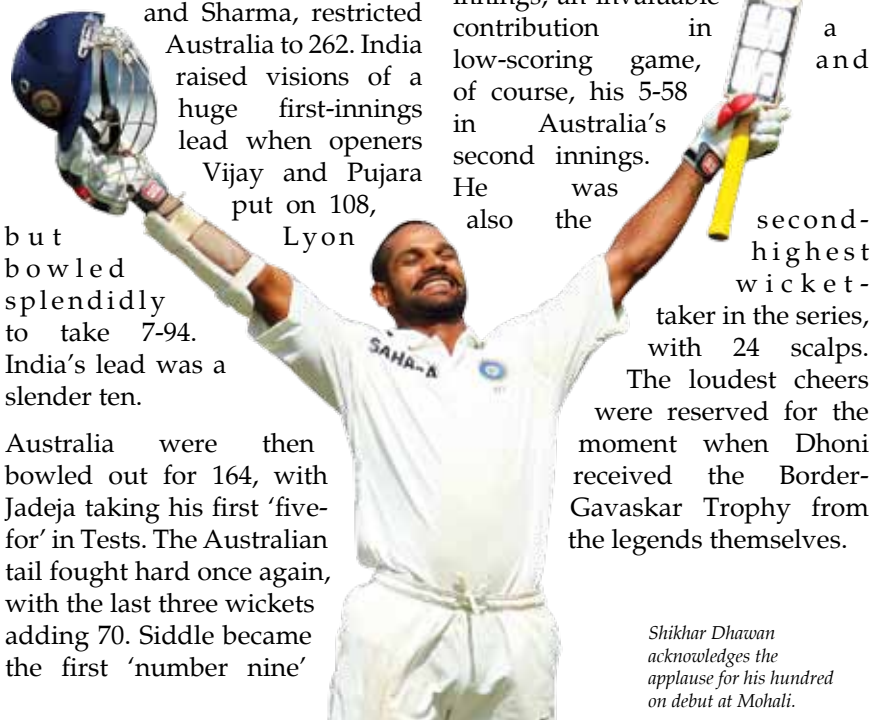 and Sharma, restricted
Australia to 262. India
raised visions of a
huge first-innings
lead when openers
Vijay and Pujara
put on 108,
but Lyon
bowled
splendidly
to take 7-94.
India’s lead was a
slender ten.
Australia were then
bowled out for 164, with
Jadeja taking his first ‘five-
for’ in Tests. The Australian
tail fought hard once again,
with the last three wickets
adding 70. Siddle became
the first ‘number nine’
innings, an invaluable
contribution in a
low-scoring game, and
of course, his 5-58
in Australia’s
second innings.
He was
also the second-
highest
wicket-
taker in the series,
with 24 scalps.
The loudest cheers
were reserved for the
moment when Dhoni
received the Border-
Gavaskar Trophy from
the legends themselves.
SAHARA
Shikhar Dhawan
acknowledges the
applause for his hundred
on debut at Mohali.